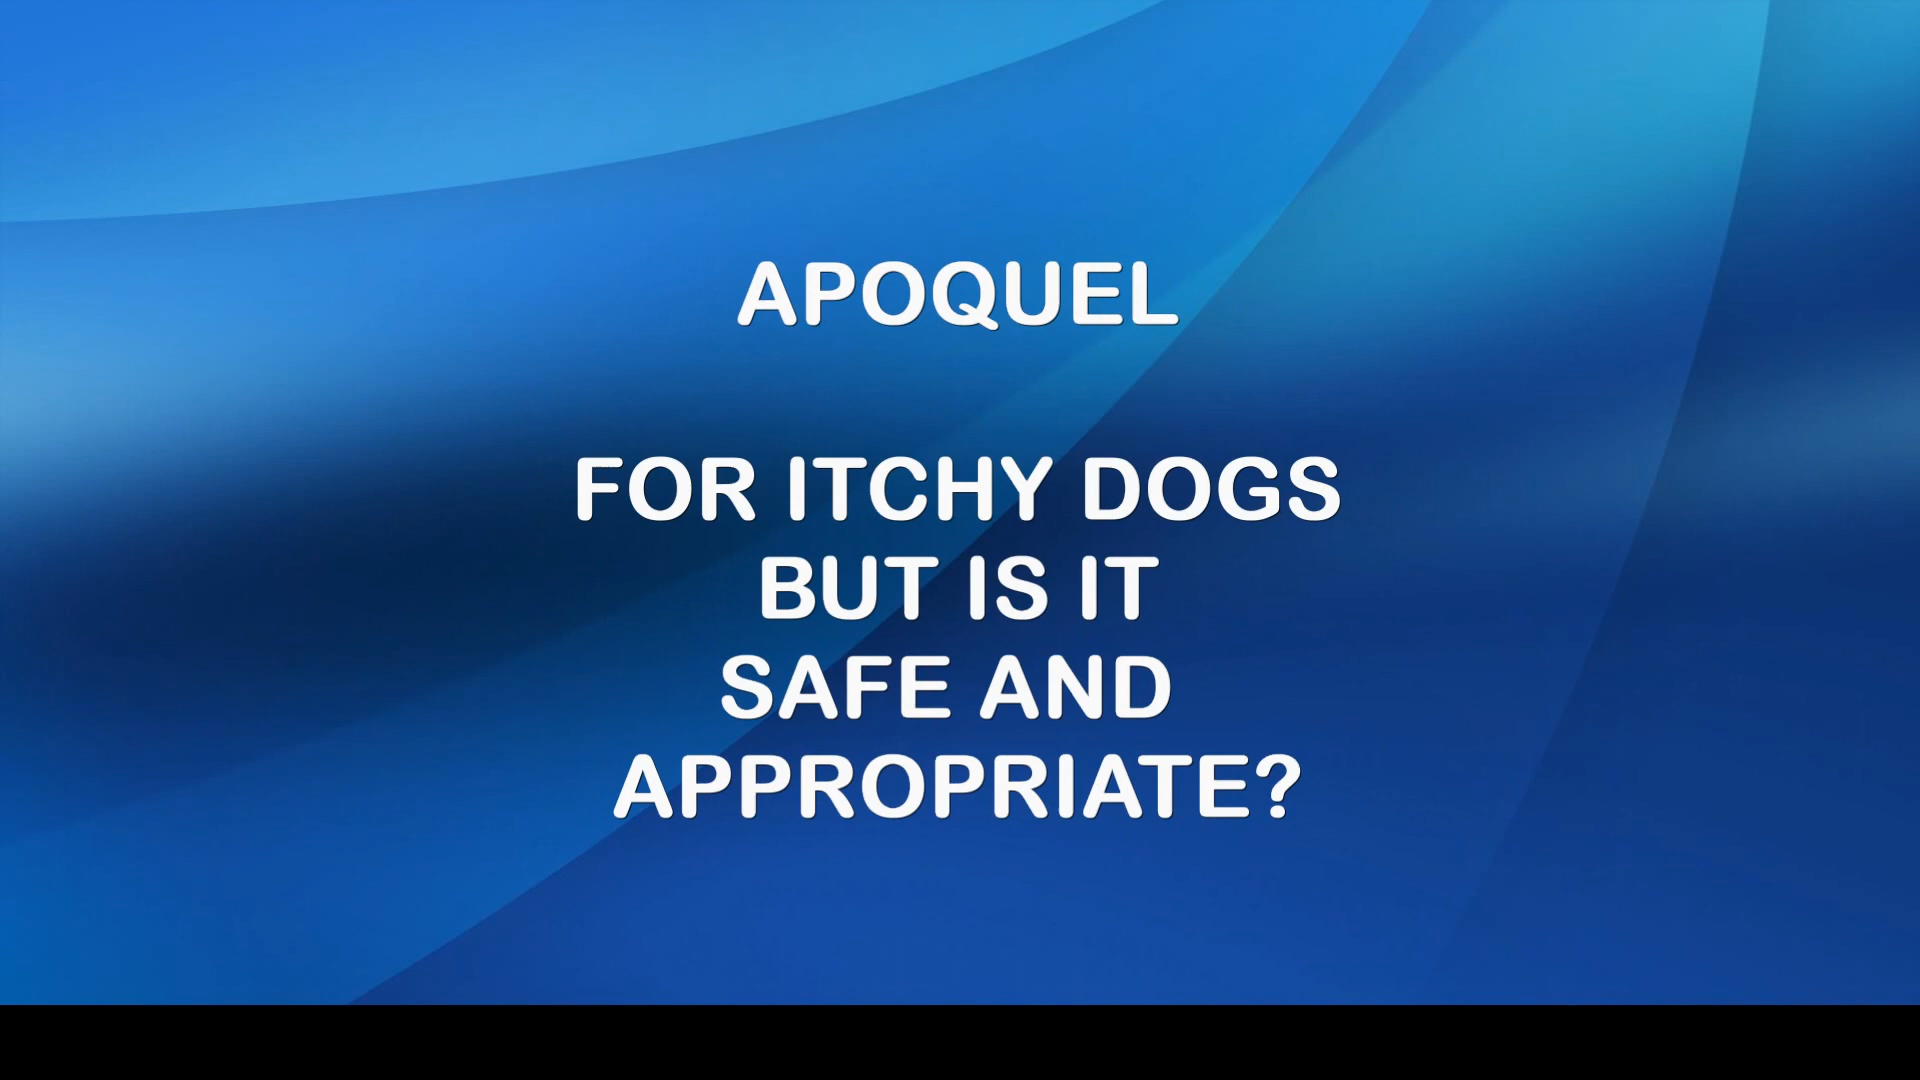 APOQUEL
FOR ITCHY DOGS
BUT IS IT
SAFE AND
APPROPRIATE?